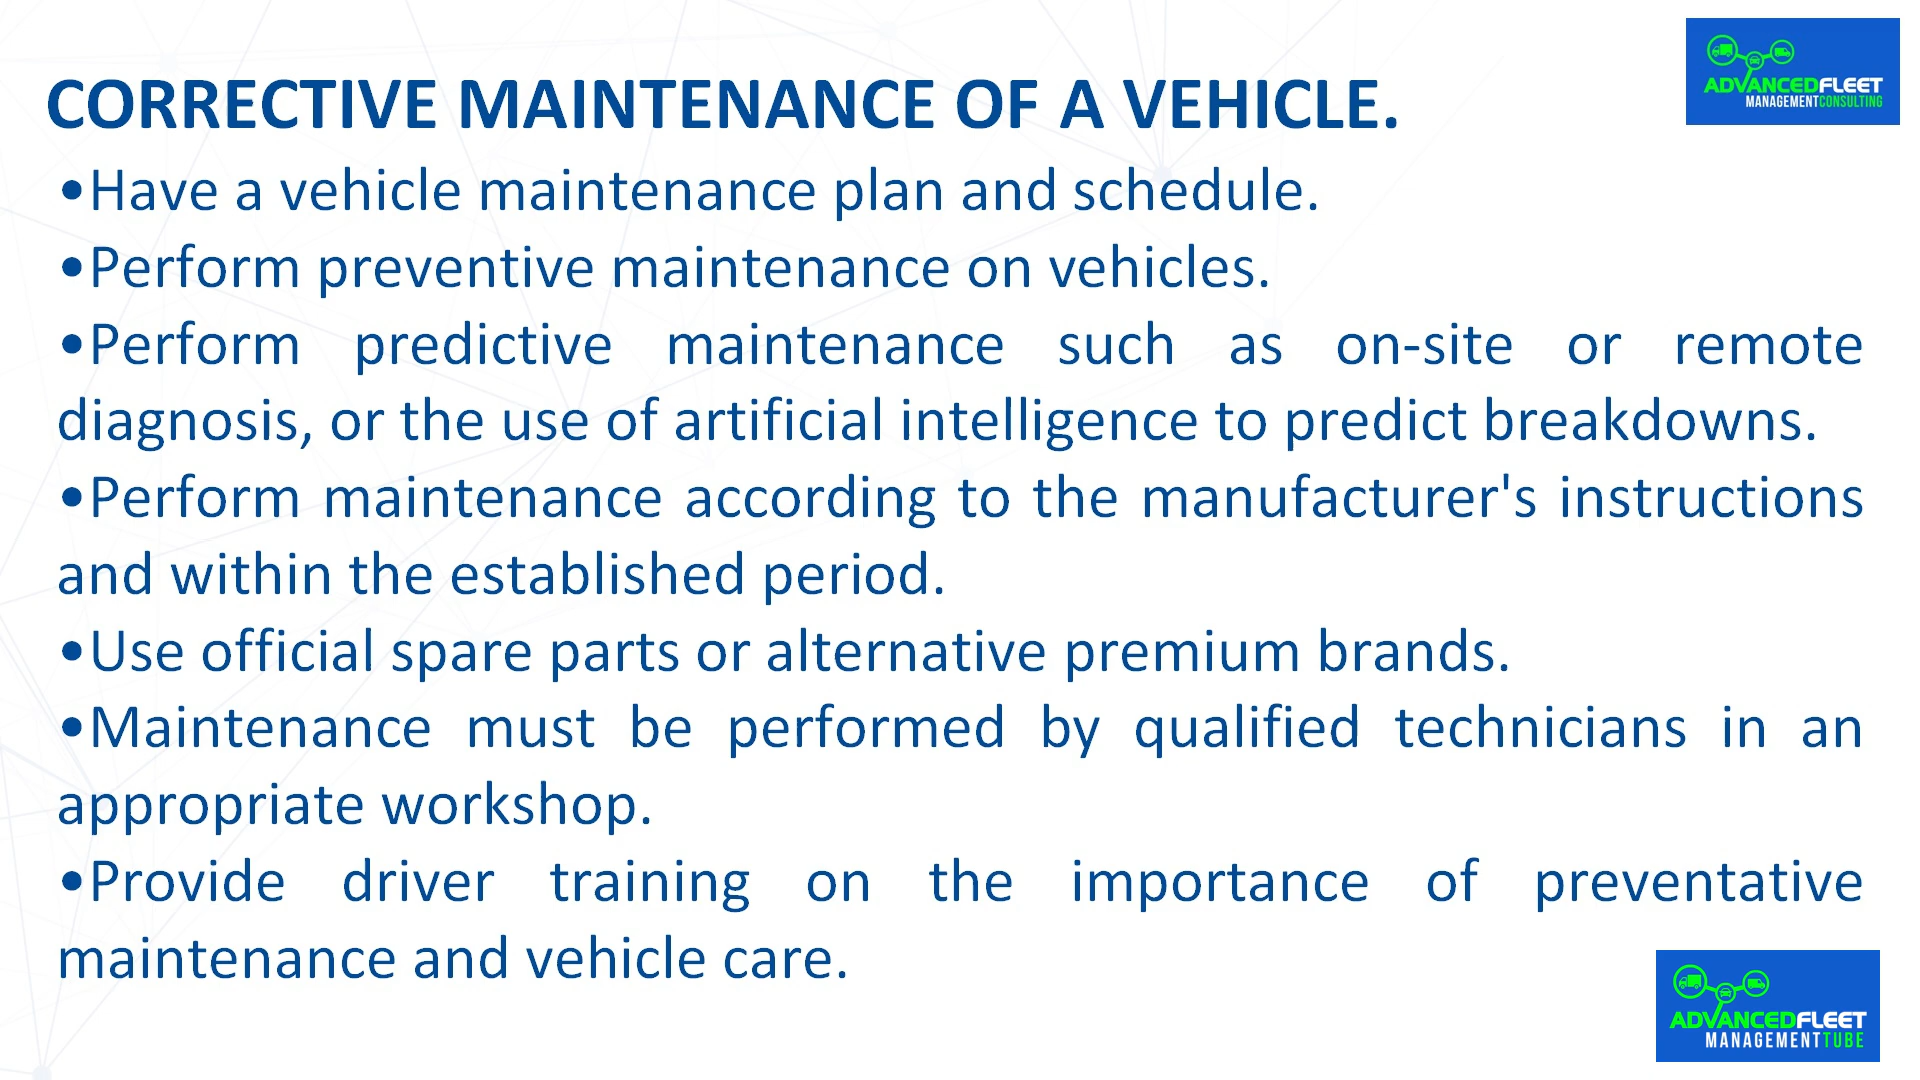 ADVANCEDFLEET
MANAGEMENTCONSULTING
CORRECTIVE MAINTENANCE OF A VEHICLE.
•Have a vehicle maintenance plan and schedule.
•Perform preventive maintenance on vehicles.
•Perform predictive maintenance such as on-site or remote
diagnosis, or the use of artificial intelligence to predict breakdowns.
•Perform maintenance according to the manufacturer's instructions
and within the established period.
•Use official spare parts or alternative premium brands.
•Maintenance must be performed by qualified technicians in an
appropriate workshop.
•Provide driver training on the importance of preventative
maintenance and vehicle care.
ADVANCEDFLEET
MANAGEMENTTUBE